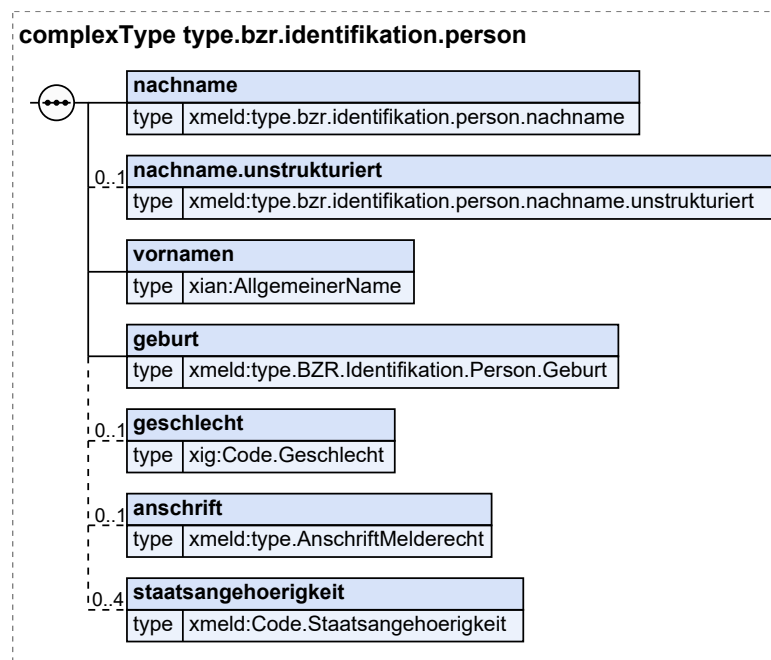 complexType type.bzr.identifikation.person
nachname
type xmeld:type.bzr.identifikation.person.nachname
0..1
nachname.unstrukturiert
type xmeld:type.bzr.identifikation.person.nachname.unstrukturiert
vornamen
type xian:AllgemeinerName
geburt
type xmeld:type.BZR.Identifikation.Person.Geburt
0..1
geschlecht
type xig:Code.Geschlecht
0..1
anschrift
type xmeld:type.AnschriftMelderecht
0..4
staatsangehoerigkeit
type xmeld:Code.Staatsangehoerigkeit